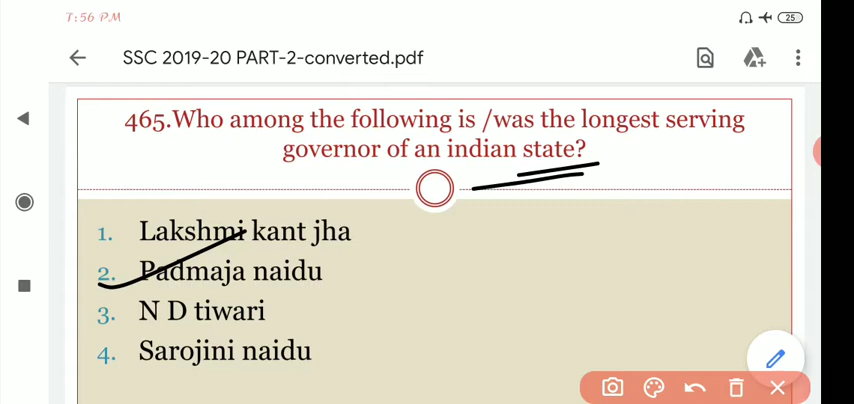 7:56 PM
25
SSC 2019-20 PART-2-converted.pdf
465.Who among the following is /was the longest serving
governor of an indian state?
1. Lakshmi kant jha
2. Padmaja naidu
3. N D tiwari
4. Sarojini naidu